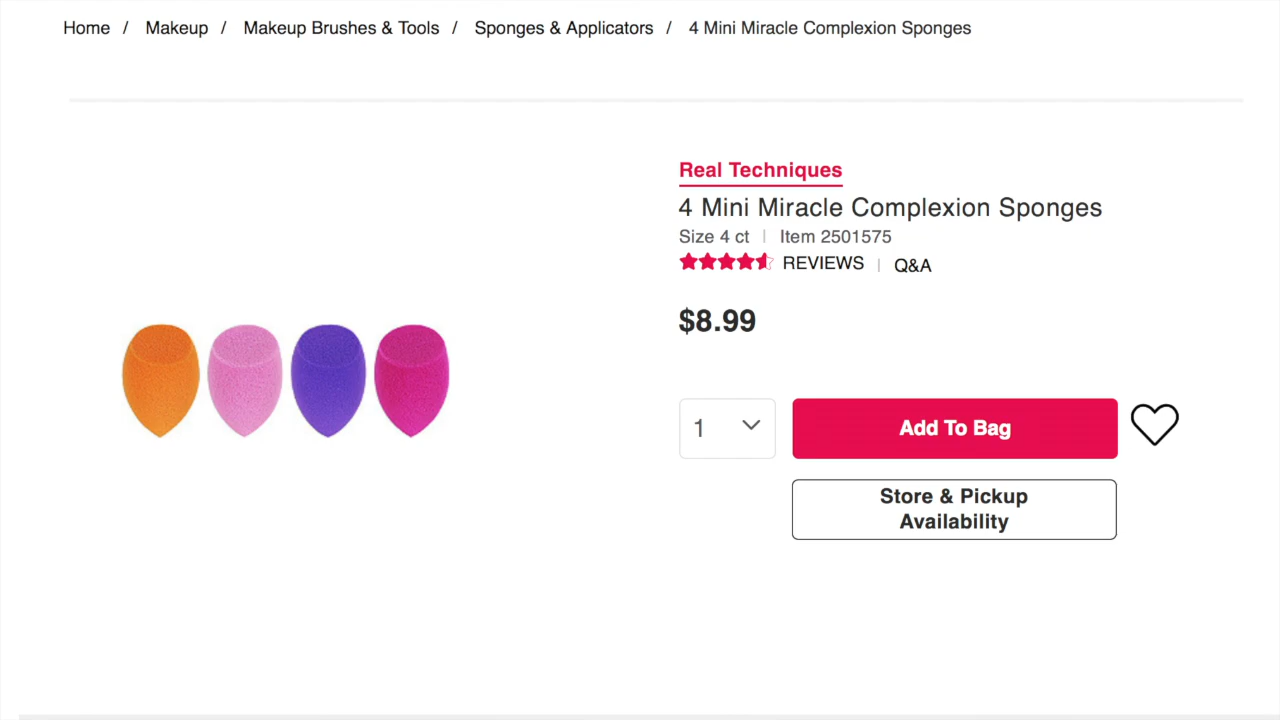 Home / Makeup / Makeup Brushes & Tools / Sponges & Applicators / 4 Mini Miracle Complexion Sponges
Real Techniques
4 Mini Miracle Complexion Sponges
Size 4 ct | Item 2501575
REVIEWS | Q&A
$8.99
1
Add To Bag
Store & Pickup
Availability